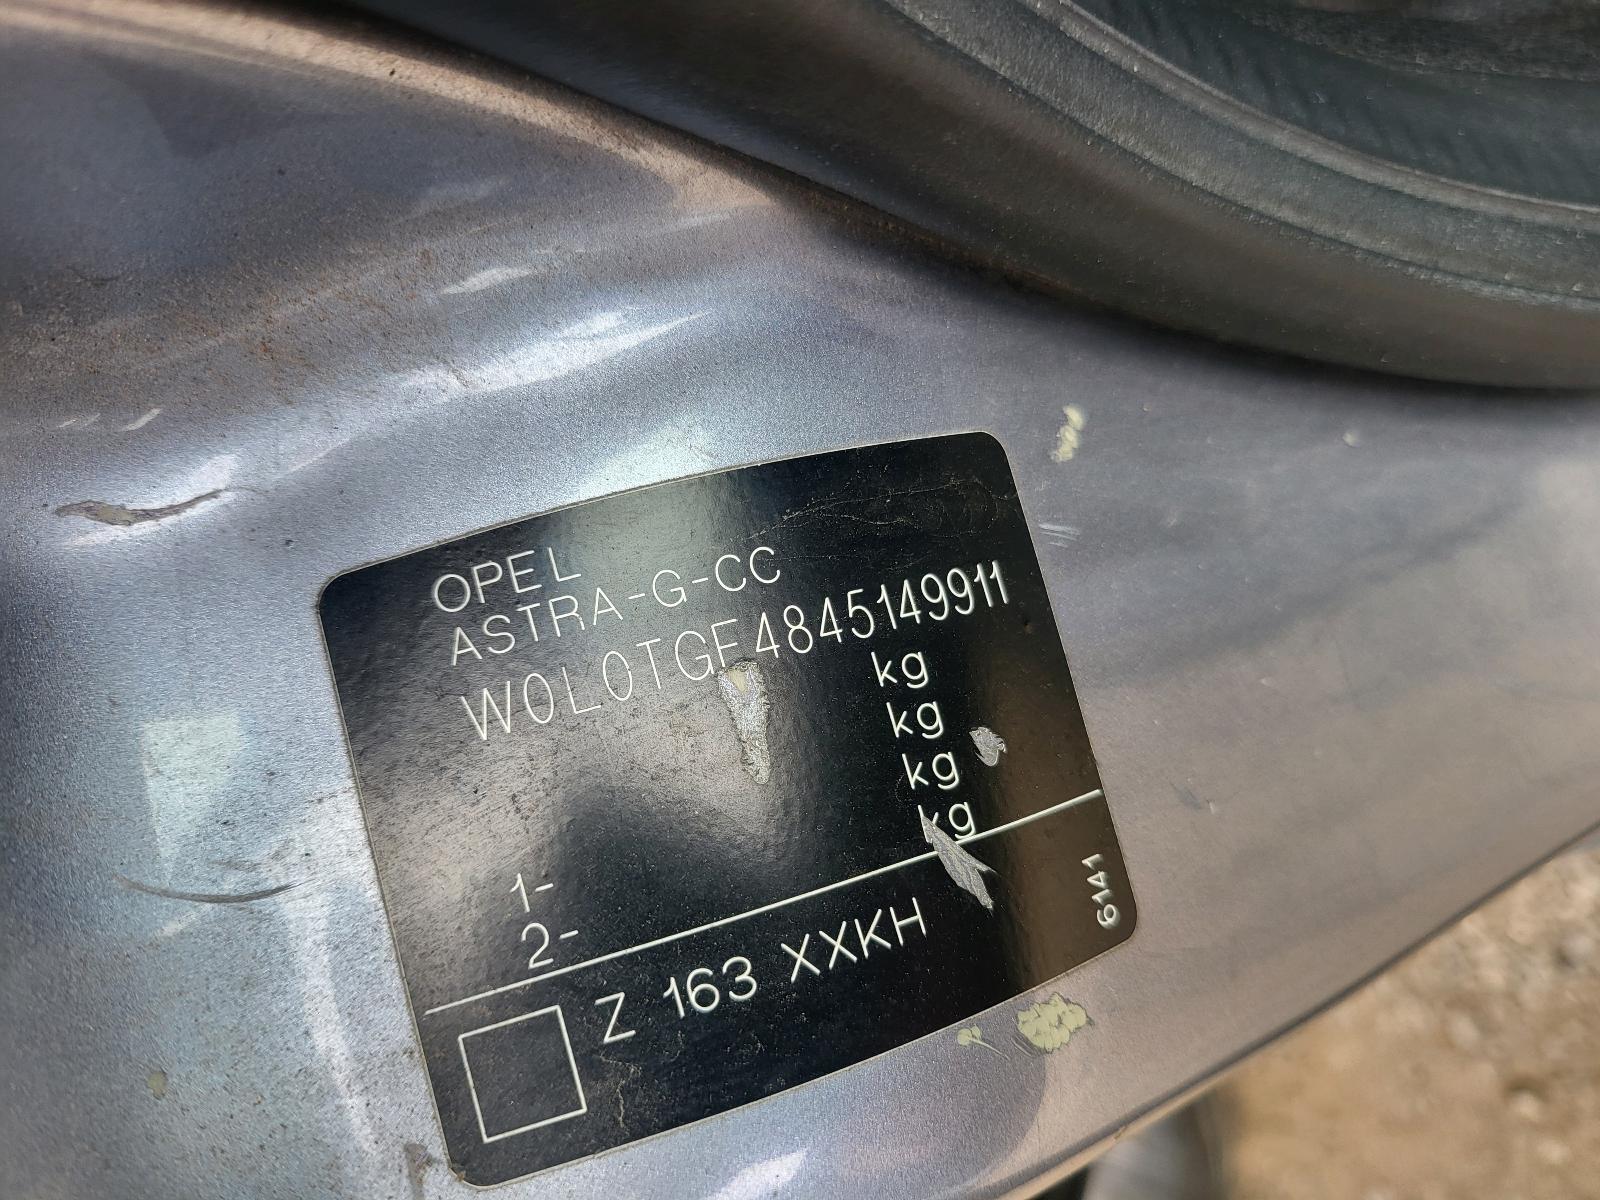 OPEL
ASTRA-G-CC
W0L0TGF4845149911
kg
kg
kg
kg
1-
2-
Z 163 XXKH
6141